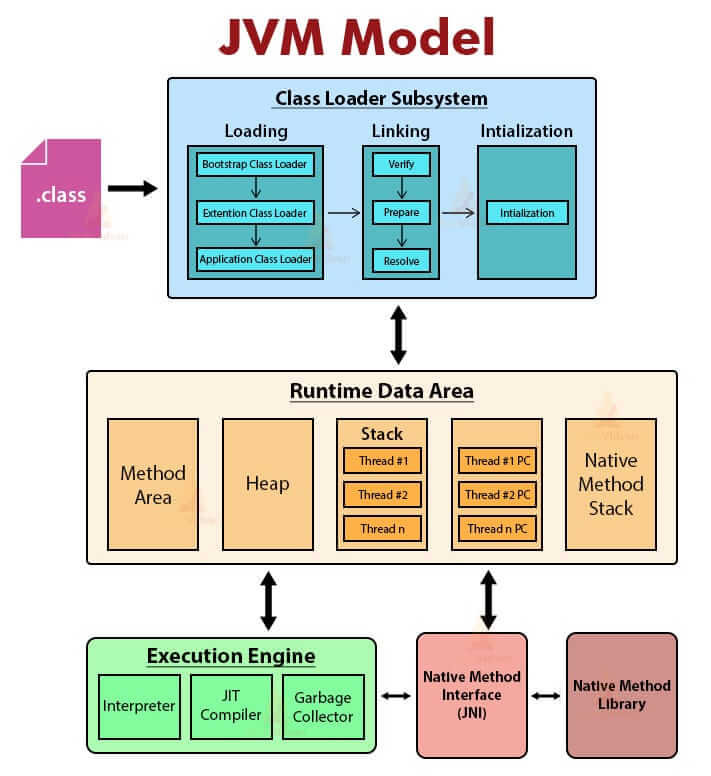 JVM Model
.class
Class Loader Subsystem
Loading
Bootstrap Class Loader
Extention Class Loader
Application Class Loader
Linking
Verify
Prepare
Resolve
Intialization
Intialization
Runtime Data Area
Method
Area
Heap
Stack
Thread #1
Thread #2
Thread n
Thread #1 PC
Thread #2 PC
Thread n PC
Native
Method
Stack
Execution Engine
Interpreter
JIT
Compiler
Garbage
Collector
Native Method
Interface
(JNI)
Native Method
Library